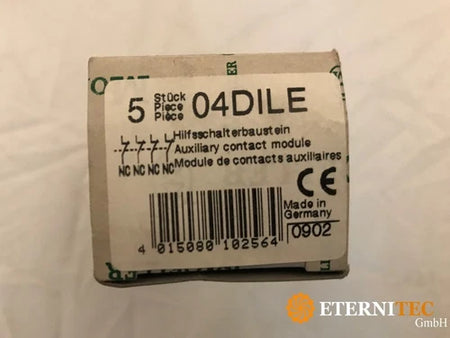 5 Stück
Piece
Pièce 04DILE
Hilfsschalterbaustein
Auxiliary contact module
Module de contacts auxiliaires
NC NC NC NC
CE
Made in
Germany
0902
4 015080 102564
ETERNITEC
GmbH